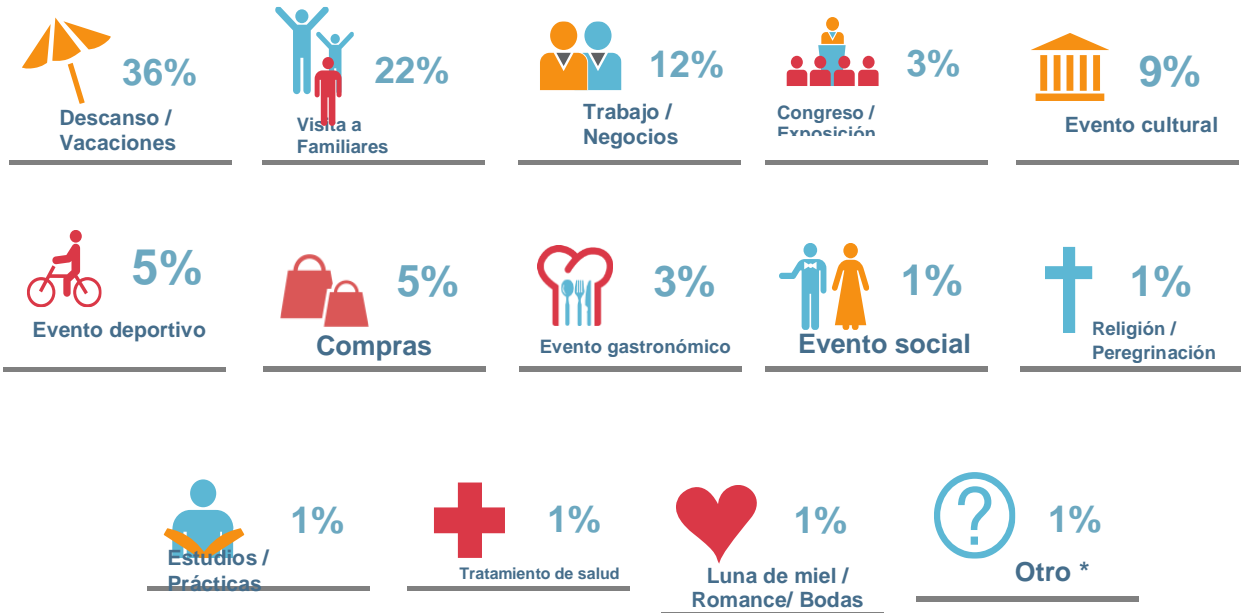 36%
Descanso /
Vacaciones
22%
Visita a
Familiares
12%
Trabajo /
Negocios
3%
Congreso /
Exposición
9%
Evento cultural
5%
Evento deportivo
5%
Compras
3%
Evento gastronómico
1%
Evento social
1%
Religión /
Peregrinación
1%
Estudios /
Prácticas
1%
Tratamiento de salud
1%
Luna de miel /
Romance/ Bodas
?
1%
Otro *